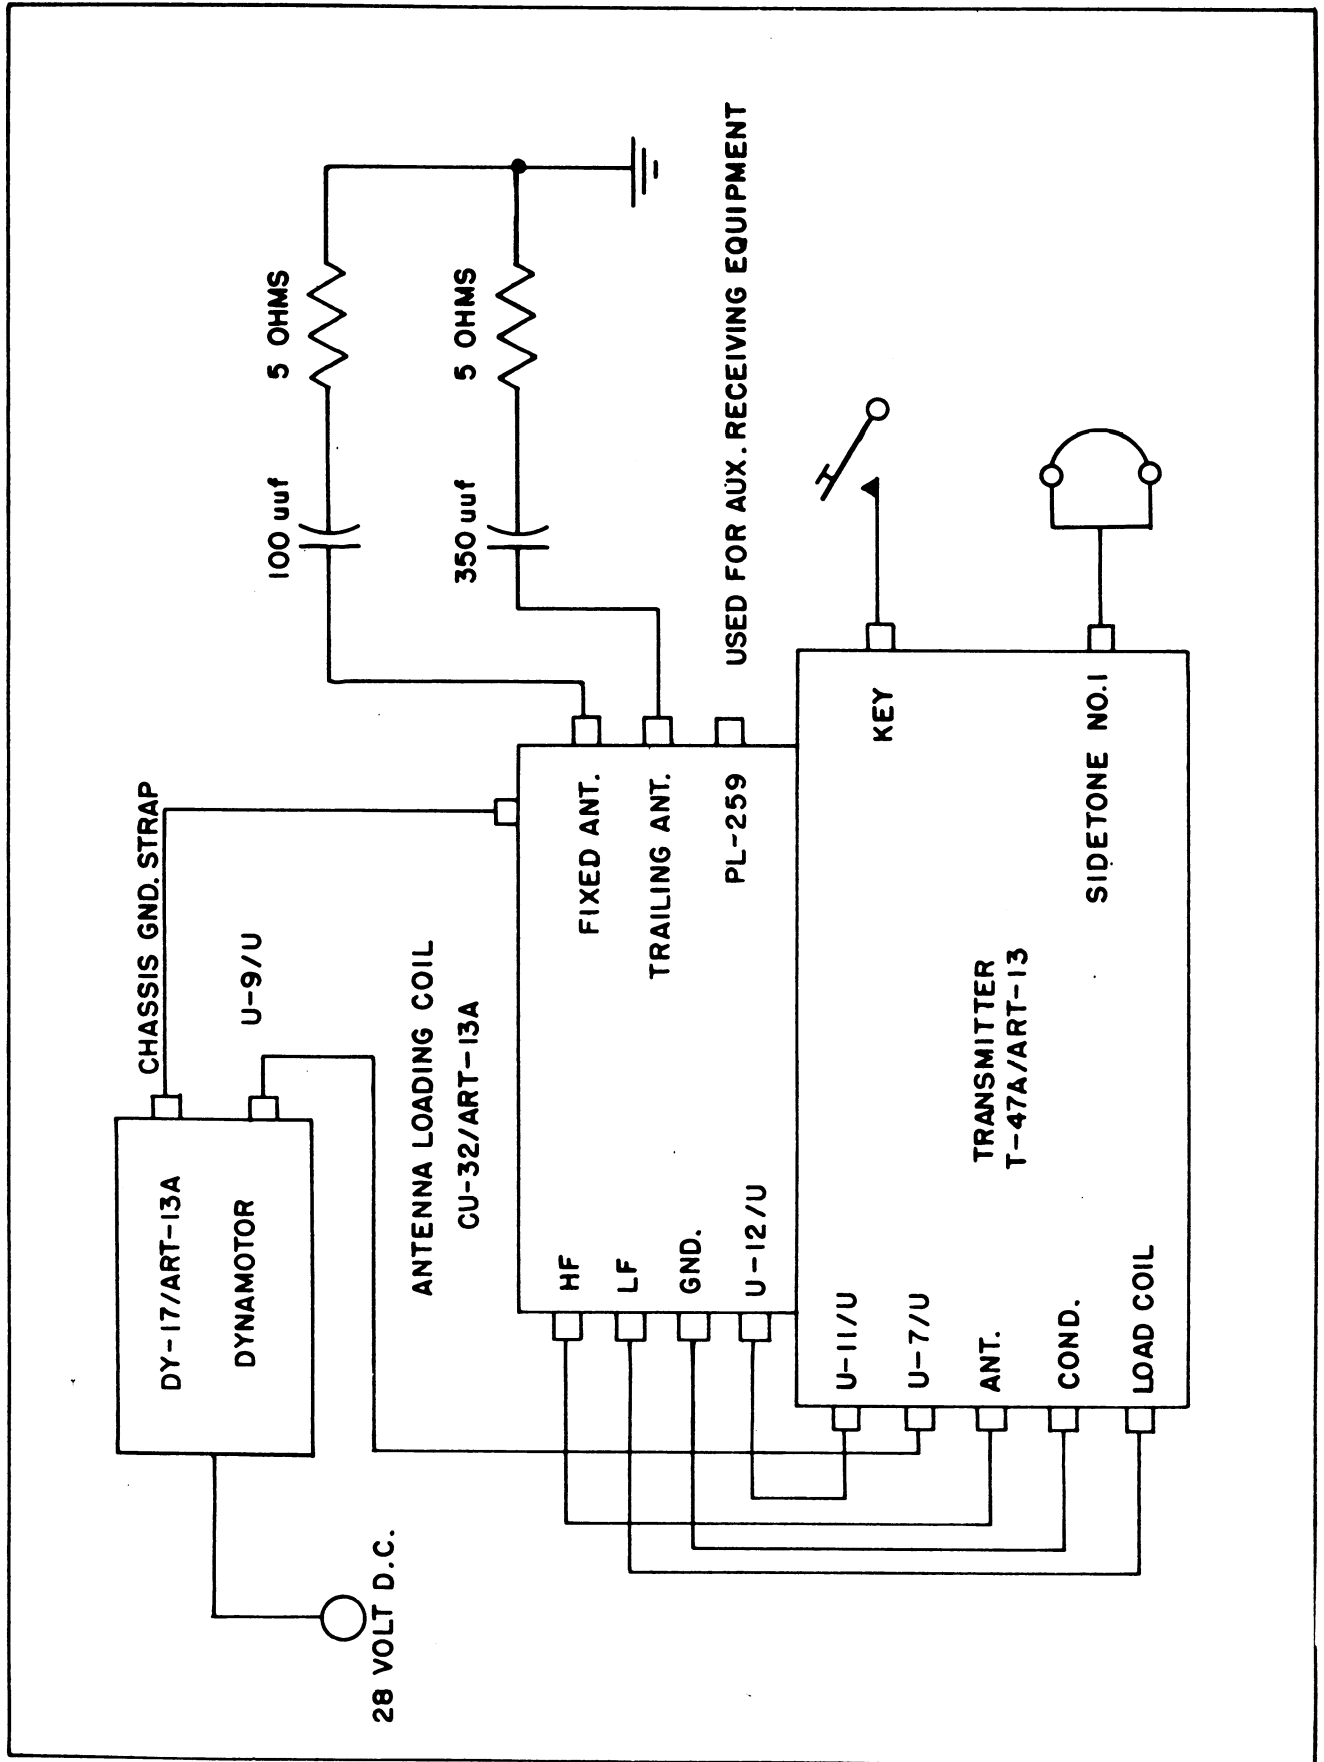 28 VOLT D.C.
DY-17/ART-13A
DYNAMOTOR
CHASSIS GND. STRAP
U-9/U
ANTENNA LOADING COIL
CU-32/ART-13A
HF
LF
GND.
U-12/U
FIXED ANT.
TRAILING ANT.
PL-259
100 uuf
5 OHMS
350 uuf
5 OHMS
USED FOR AUX. RECEIVING EQUIPMENT
U-11/U
U-7/U
ANT.
COND.
LOAD COIL
TRANSMITTER
T-47A/ART-13
KEY
SIDETONE NO.1